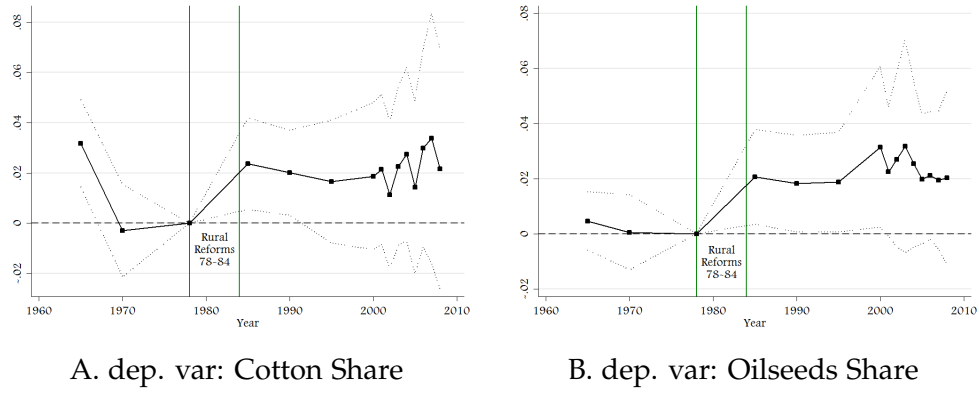 .08
.06
.04
.02
0
-.02
Rural
Reforms
78-84
1960 1970 1980 1990 2000 2010
Year
A. dep. var: Cotton Share
.08
.06
.04
.02
0
-.02
Rural
Reforms
78-84
1960 1970 1980 1990 2000 2010
Year
B. dep. var: Oilseeds Share